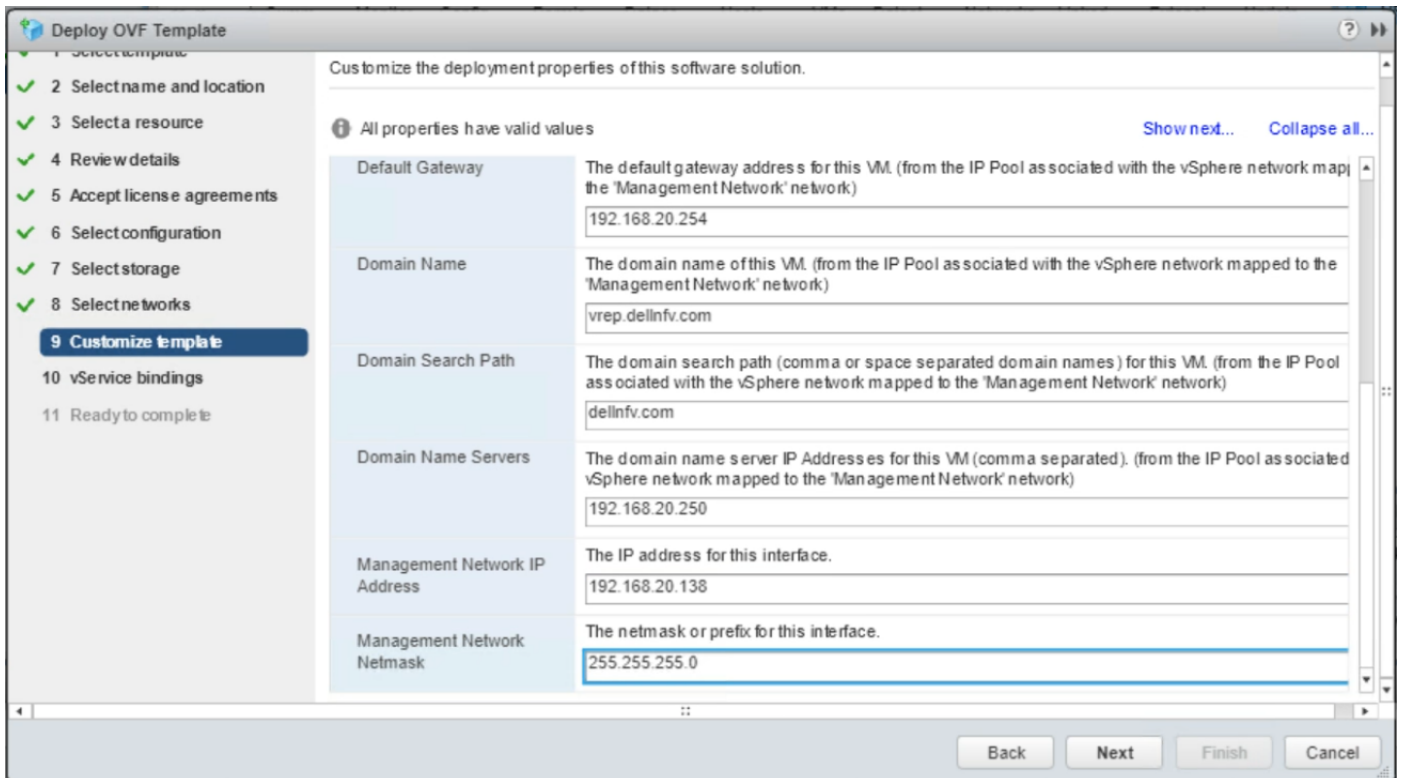 Deploy OVF Template
1 Select template
2 Select name and location
3 Select a resource
4 Review details
5 Accept license agreements
6 Select configuration
7 Select storage
8 Select networks
9 Customize template
10 vService bindings
11 Ready to complete
Customize the deployment properties of this software solution.
All properties have valid values
Show next...
Collapse all...
Default Gateway
The default gateway address for this VM. (from the IP Pool associated with the vSphere network mapp
the 'Management Network' network)
192.168.20.254
Domain Name
The domain name of this VM. (from the IP Pool associated with the vSphere network mapped to the
'Management Network' network)
vrep.dellnfv.com
Domain Search Path
The domain search path (comma or space separated domain names) for this VM. (from the IP Pool
associated with the vSphere network mapped to the 'Management Network' network)
dellnfv.com
Domain Name Servers
The domain name server IP Addresses for this VM (comma separated). (from the IP Pool associated
vSphere network mapped to the 'Management Network' network)
192.168.20.250
Management Network IP
Address
The IP address for this interface.
192.168.20.138
Management Network
Netmask
The netmask or prefix for this interface.
255.255.255.0
Back
Next
Finish
Cancel